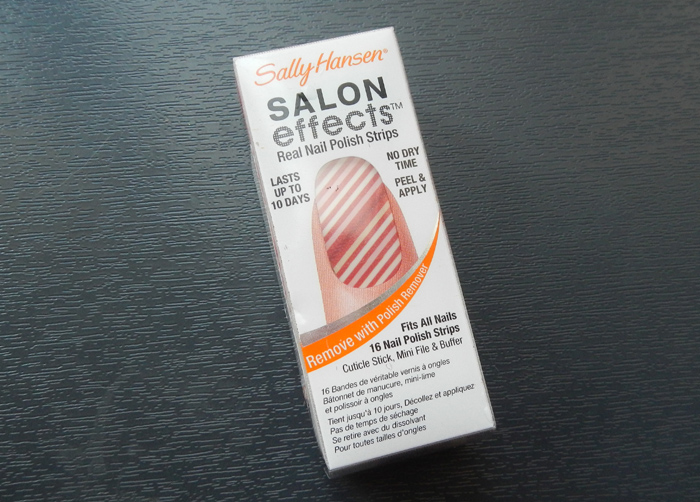 Sally Hansen®
SALON
effects™
Real Nail Polish Strips
LASTS
UP TO
10 DAYS
NO DRY
TIME
PEEL &
APPLY
Remove with Polish Remover
Fits All Nails
16 Nail Polish Strips
Cuticle Stick, Mini File & Buffer
16 Bandes de véritable vernis à ongles
Bâtonnet de manucure, mini-lime
et polissoir à ongles
Tient jusqu'à 10 jours, Décollez et appliquez
Pas de temps de séchage
Se retire avec du dissolvant
Pour toutes tailles d'ongles